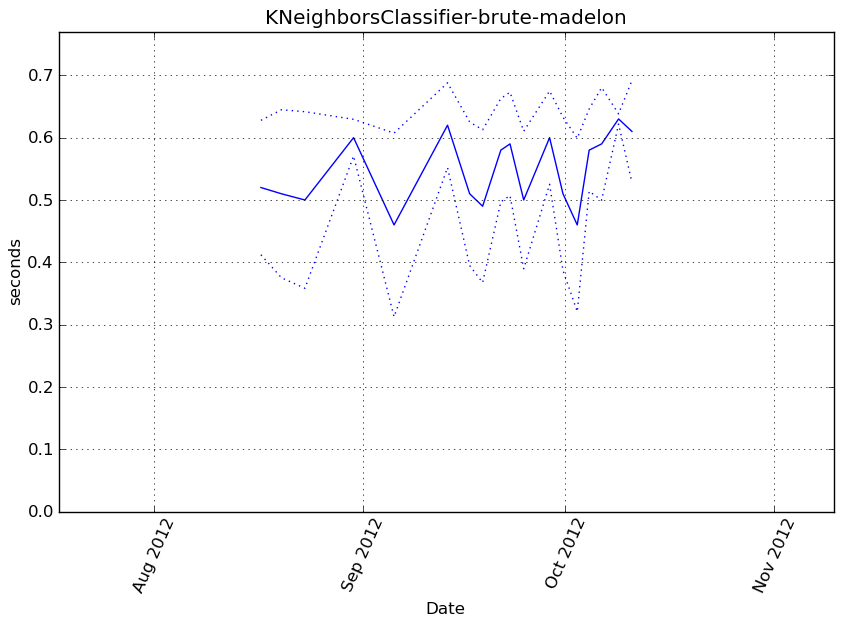 KNeighborsClassifier-brute-madelon
0.7
0.6
0.5
0.4
0.3
0.2
0.1
0.0
seconds
Aug 2012
Sep 2012
Oct 2012
Nov 2012
Date